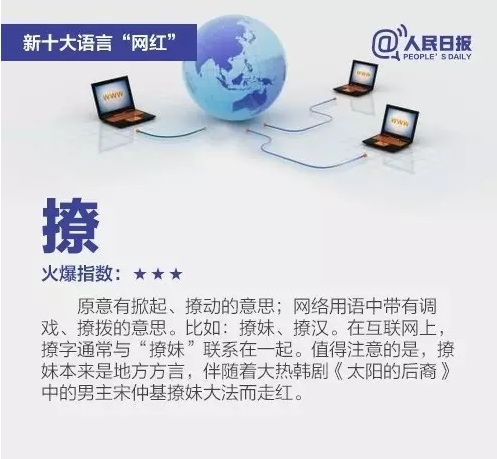 新十大语言“网红”
@人民日报
PEOPLE'S DAILY
WWW
WWW
WWW
撩
火爆指数：★★★
原意有掀起、撩动的意思；网络用语中带有调
戏、撩拨的意思。比如：撩妹、撩汉。在互联网上，
撩字通常与“撩妹”联系在一起。值得注意的是，撩
妹本来是地方方言，伴随着大热韩剧《太阳的后裔》
中的男主宋仲基撩妹大法而走红。